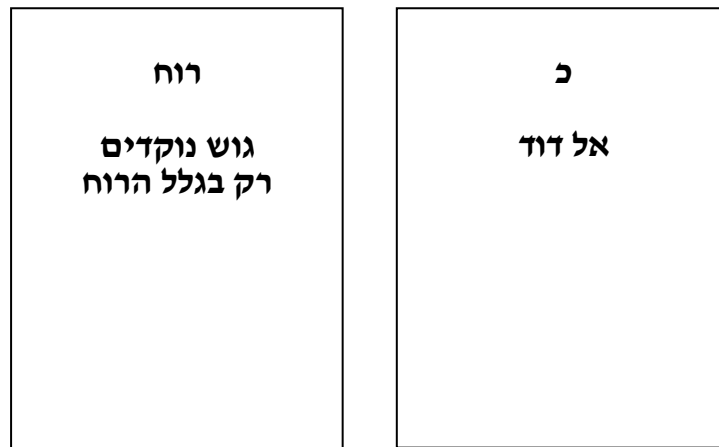 כ
אל דוד
רוח
גוש נוקדים
רק בגלל הרוח